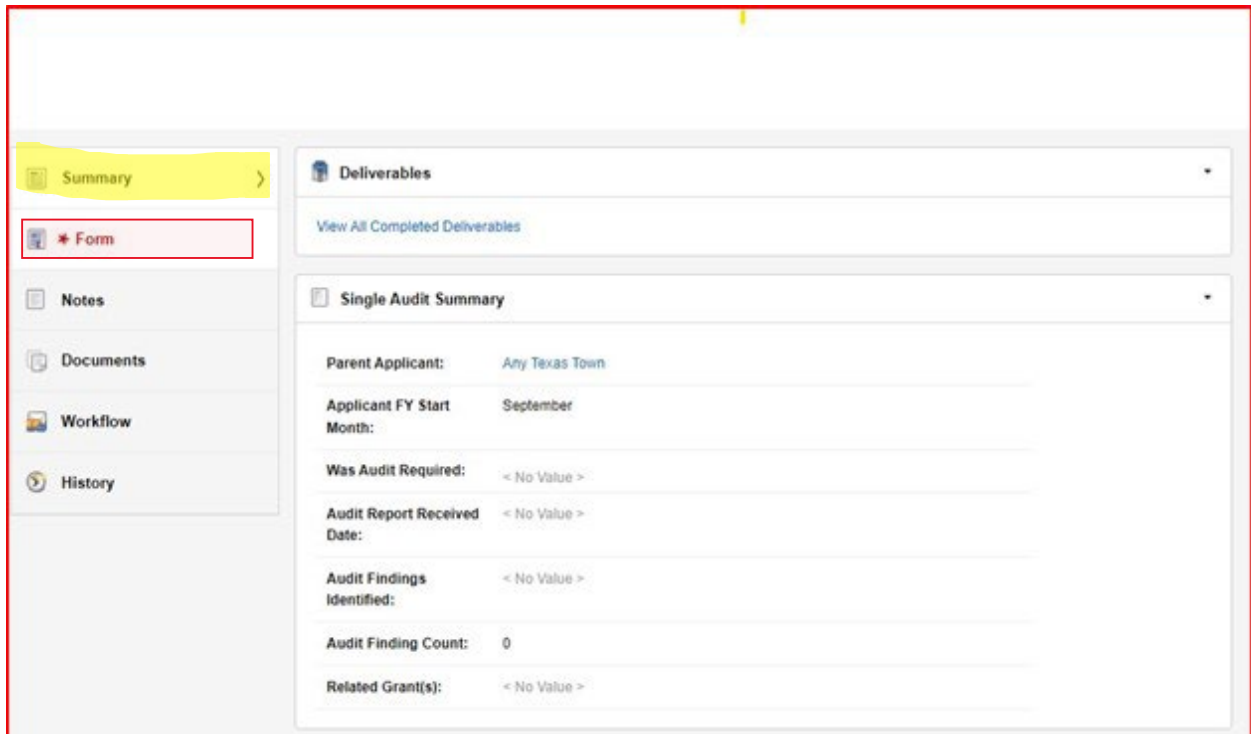 Summary
* Form
Notes
Documents
Workflow
History
Deliverables
View All Completed Deliverables
Single Audit Summary
Parent Applicant: Any Texas Town
Applicant FY Start September
Month:
Was Audit Required: < No Value >
Audit Report Received < No Value >
Date:
Audit Findings < No Value >
Identified:
Audit Finding Count: 0
Related Grant(s): < No Value >